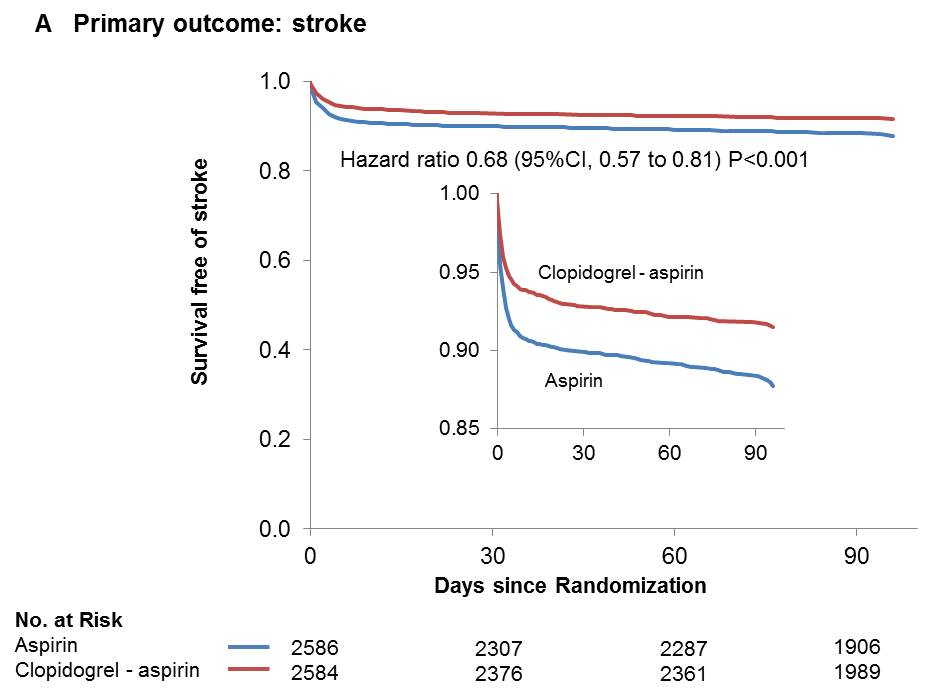 A Primary outcome: stroke
1.0
0.8
0.6
0.4
0.2
0.0
Survival free of stroke
Hazard ratio 0.68 (95%CI, 0.57 to 0.81) P<0.001
1.00
0.95
0.90
0.85
Clopidogrel - aspirin
Aspirin
0 30 60 90
0 30 60 90
Days since Randomization
No. at Risk
Aspirin 2586 2307 2287 1906
Clopidogrel - aspirin 2584 2376 2361 1989